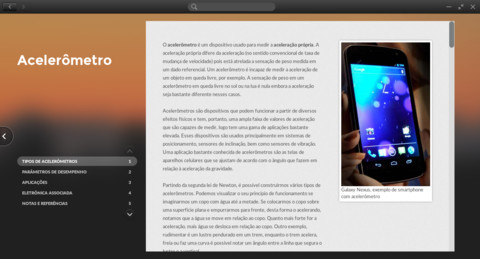 Acelerômetro
TIPOS DE ACELERÔMETROS 1
PARÂMETROS DE DESEMPENHO 2
APLICAÇÕES 3
ELETRÔNICA ASSOCIADA 4
NOTAS E REFERÊNCIAS 5
O acelerômetro é um dispositivo usado para medir a aceleração própria. A
aceleração própria difere da aceleração (no sentido convencional de taxa de
mudança de velocidade) pois está atrelada a sensação de peso medida em
um dado referencial. Um acelerômetro é incapaz de medir a aceleração de
um objeto em queda livre, por exemplo. A sensação de peso em um
acelerômetro em queda livre no sol ou na lua é nula embora a aceleração
seja bastante diferente nesses casos.
Acelerômetros são dispositivos que podem funcionar a partir de diversos
efeitos físicos e tem, portanto, uma ampla faixa de valores de aceleração
que são capazes de medir, logo tem uma gama de aplicações bastante
elevada. Esses dispositivos são usados principalmente em sistemas de
posicionamento, sensores de inclinação, bem como sensores de vibração.
Uma aplicação bastante conhecida de acelerômetros são as telas de
aparelhos celulares que se ajustam de acordo com o ângulo que fazem em
relação à aceleração da gravidade.
Partindo da segunda lei de Newton, é possível construirmos vários tipos de
acelerômetros. Podemos visualizar o seu princípio de funcionamento se
imaginarmos um copo com água até a metade. Se colocarmos o copo sobre
uma superfície plana e empurrarmos para frente, desta forma o acelerando,
notamos que a água se move em relação ao copo. Quanto mais forte for a
aceleração, mais água se desloca em relação ao copo. Outro exemplo,
rudimentar é um lustre pendurado em um trem, enquanto o trem acelera,
freia ou faz uma curva é possível notar um ângulo entre a linha que segura o
Galaxy Nexus, exemplo de smartphone
com acelerômetro